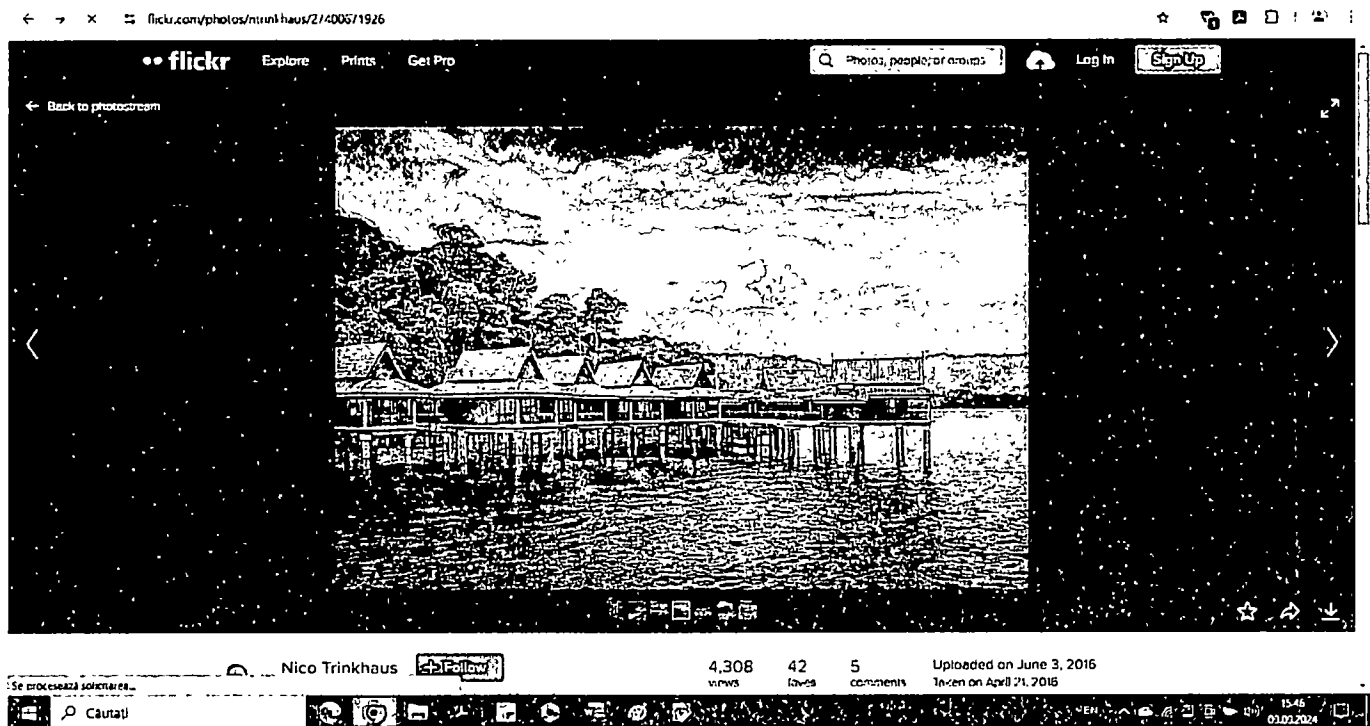 flickr.com/photos/ntrinkhaus/27400671926
flickr Explore Prints Get Pro Photos, people, or groups Log In Sign Up
Back to photostream
Nico Trinkhaus + Follow
4,308 views
42 faves
5 comments
Uploaded on June 3, 2016
Taken on April 21, 2016
Se procesează solicitarea...
Căutați
EN
15:46
03.03.2024